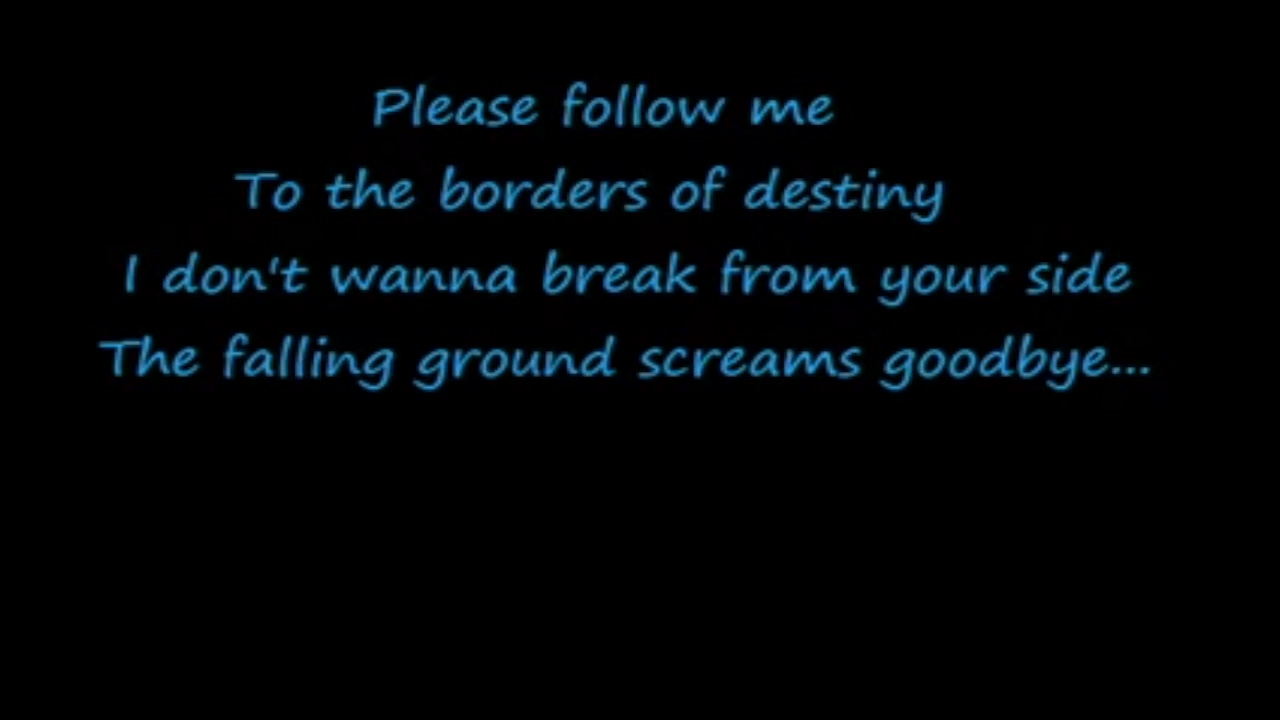 Please follow me
To the borders of destiny
I don't wanna break from your side
The falling ground screams goodbye...